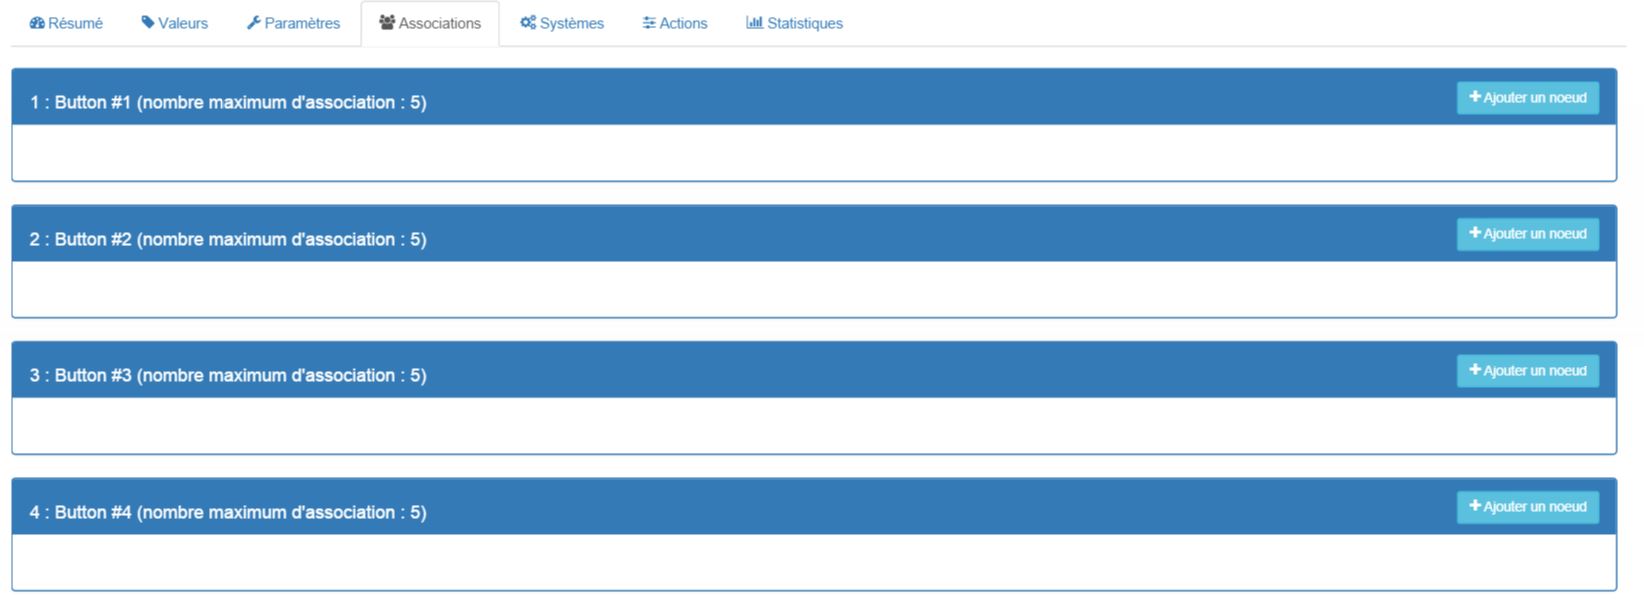 Résumé Valeurs Paramètres Associations Systèmes Actions Statistiques
1 : Button #1 (nombre maximum d'association : 5) Ajouter un noeud
2 : Button #2 (nombre maximum d'association : 5) Ajouter un noeud
3 : Button #3 (nombre maximum d'association : 5) Ajouter un noeud
4 : Button #4 (nombre maximum d'association : 5) Ajouter un noeud